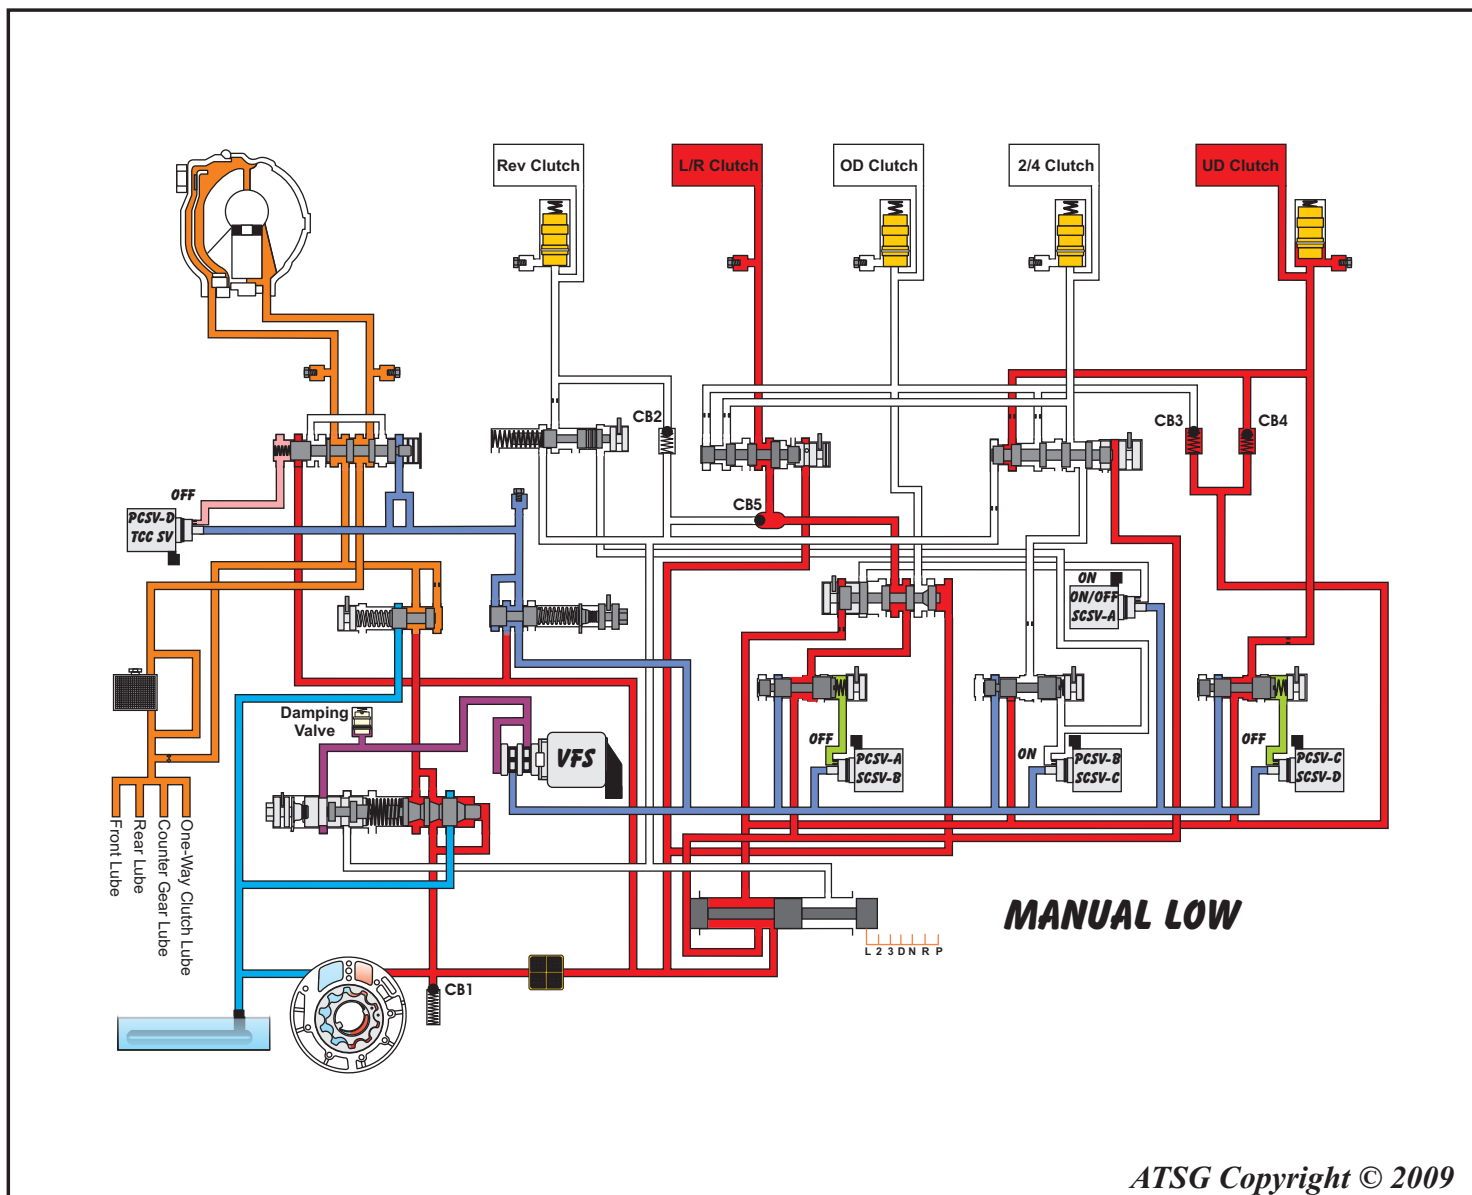 Rev Clutch
L/R Clutch
OD Clutch
2/4 Clutch
UD Clutch
CB2
CB3
CB4
OFF
PCSV-D
TCC SV
CB5
ON
ON/OFF
SCSV-A
Damping
Valve
VFS
OFF
PCSV-A
SCSV-B
ON
PCSV-B
SCSV-C
OFF
PCSV-C
SCSV-D
Front Lube
Rear Lube
Counter Gear Lube
One-Way Clutch Lube
MANUAL LOW
L 2 3 D N R P
CB1
ATSG Copyright © 2009